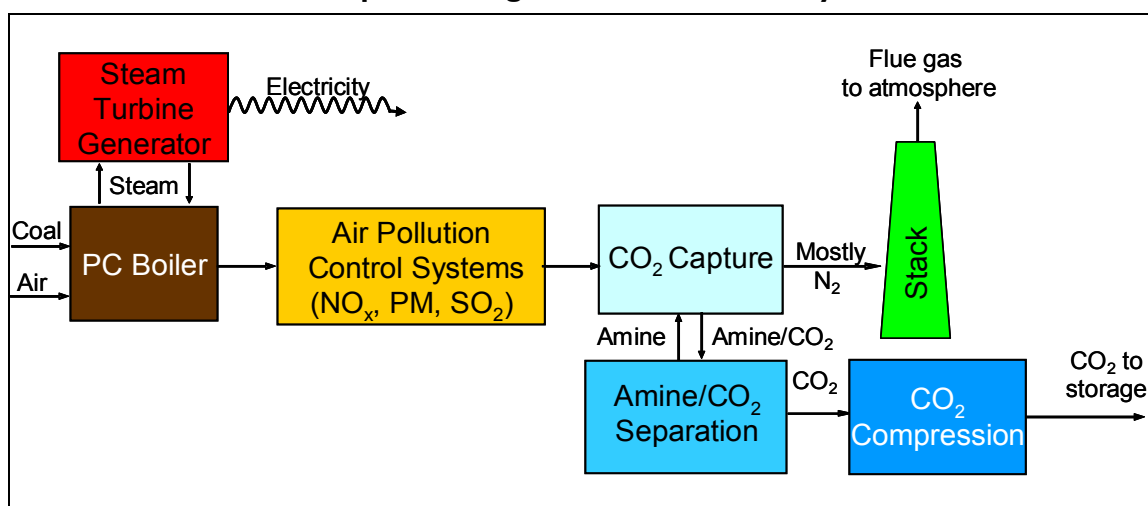 Steam
Turbine
Generator
Electricity
Flue gas
to atmosphere
Steam
Coal
Air
PC Boiler
Air Pollution
Control Systems
(NOₓ, PM, SO₂)
CO₂ Capture
Mostly
N₂
Stack
Amine
Amine/CO₂
Amine/CO₂
Separation
CO₂
CO₂
Compression
CO₂ to
storage